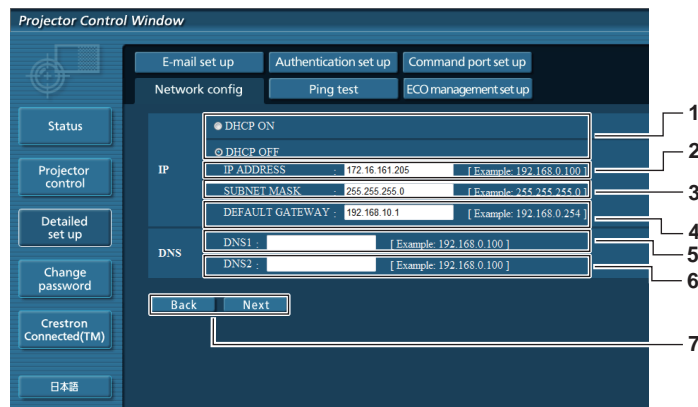 Projector Control Window
E-mail set up
Authentication set up
Command port set up
Network config
Ping test
ECO management set up
Status
Projector control
Detailed set up
Change password
Crestron Connected(TM)
日本語
IP
DHCP ON
DHCP OFF
IP ADDRESS : 172.16.161.205 [ Example: 192.168.0.100 ]
SUBNET MASK : 255.255.255.0 [ Example: 255.255.255.0 ]
DEFAULT GATEWAY : 192.168.10.1 [ Example: 192.168.0.254 ]
DNS
DNS1 : [ Example: 192.168.0.100 ]
DNS2 : [ Example: 192.168.0.100 ]
Back
Next
1
2
3
4
5
6
7